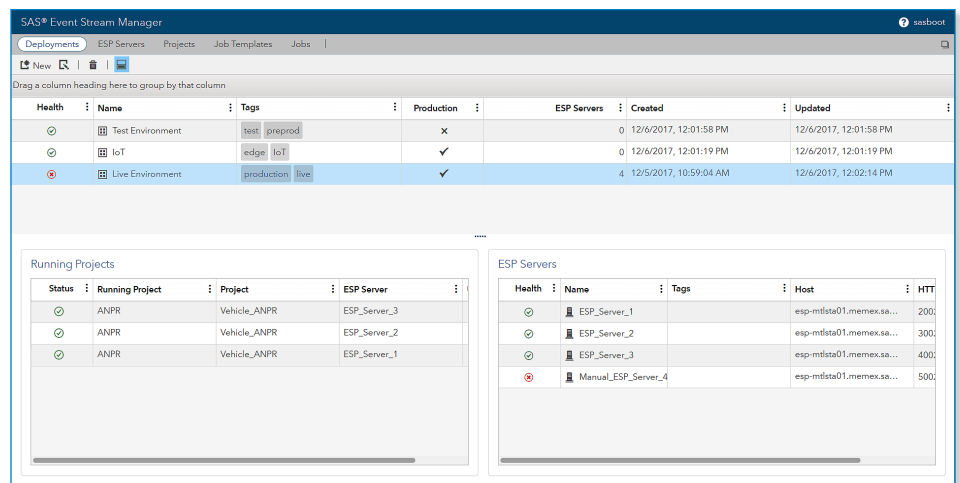 SAS® Event Stream Manager ? sasboot
Deployments ESP Servers Projects Job Templates Jobs
New
Drag a column heading here to group by that column
Health Name Tags Production ESP Servers Created Updated
Test Environment test preprod 0 12/6/2017, 12:01:58 PM 12/6/2017, 12:01:58 PM
IoT edge IoT 0 12/6/2017, 12:01:19 PM 12/6/2017, 12:01:19 PM
Live Environment production live 4 12/5/2017, 10:59:04 AM 12/6/2017, 12:02:14 PM
Running Projects
Status Running Project Project ESP Server
ANPR Vehicle_ANPR ESP_Server_3
ANPR Vehicle_ANPR ESP_Server_2
ANPR Vehicle_ANPR ESP_Server_1
ESP Servers
Health Name Tags Host HTT
ESP_Server_1 esp-mtlsta01.memex.sa... 200
ESP_Server_2 esp-mtlsta01.memex.sa... 300
ESP_Server_3 esp-mtlsta01.memex.sa... 400
Manual_ESP_Server_4 esp-mtlsta01.memex.sa... 500